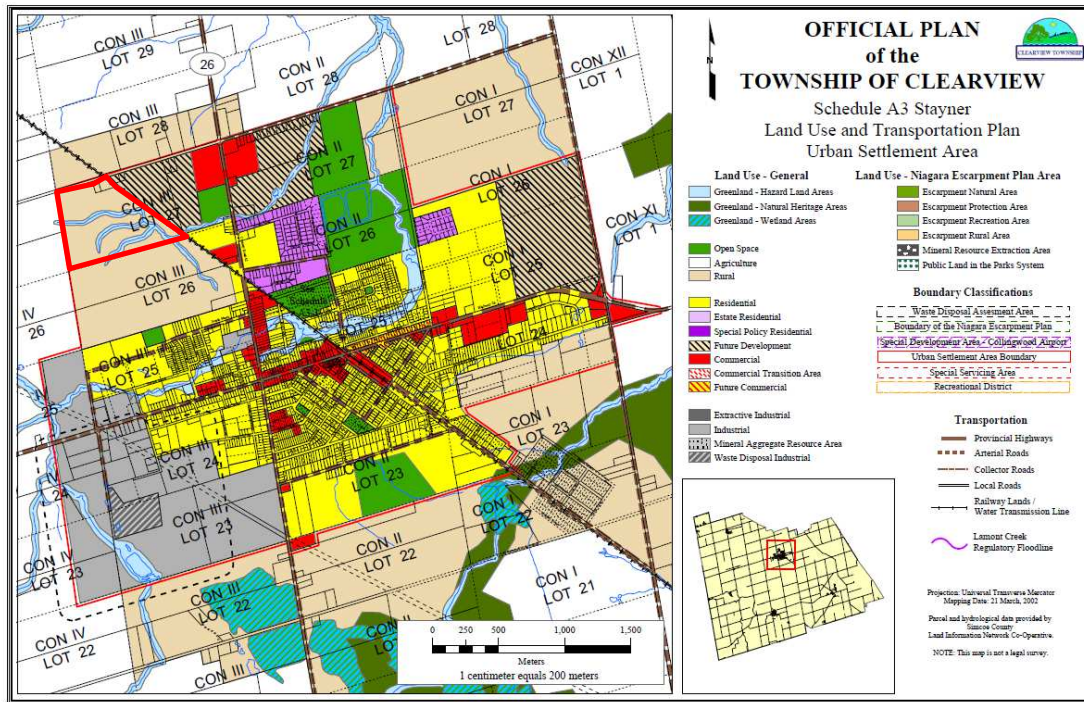 OFFICIAL PLAN
of the
TOWNSHIP OF CLEARVIEW
CLEARVIEW TOWNSHIP
Schedule A3 Stayner
Land Use and Transportation Plan
Urban Settlement Area
N
Land Use - General
Greenland - Hazard Land Areas
Greenland - Natural Heritage Areas
Greenland - Wetland Areas
Open Space
Agriculture
Rural
Residential
Estate Residential
Special Policy Residential
Future Development
Commercial
Commercial Transition Area
Future Commercial
Extractive Industrial
Industrial
Mineral Aggregate Resource Area
Waste Disposal Industrial
Land Use - Niagara Escarpment Plan Area
Escarpment Natural Area
Escarpment Protection Area
Escarpment Recreation Area
Escarpment Rural Area
Mineral Resource Extraction Area
Public Land in the Parks System
Boundary Classifications
Waste Disposal Assesment Area
Boundary of the Niagara Escarpment Plan
Special Development Area - Collingwood Airport
Urban Settlement Area Boundary
Special Servicing Area
Recreational District
Transportation
Provincial Highways
Arterial Roads
Collector Roads
Local Roads
Railway Lands /
Water Transmission Line
Lamont Creek
Regulatory Floodline
Projection: Universal Transverse Mercator
Mapping Date: 21 March, 2002
Parcel and hydrological data provided by
Simcoe County
Land Information Network Co-Operative.
NOTE: This map is not a legal survey.
CON III
LOT 29
26
CON II
LOT 28
LOT 28
CON XII
LOT 1
CON III
LOT 28
CON I
LOT 27
CON II
LOT 27
CON III
LOT 27
CON I
LOT 26
CON XI
LOT 1
CON II
LOT 26
CON III
LOT 26
IV
26
CON I
LOT 25
See
Schedule
LOT 25
LOT 24
CON II
LOT 25
25
CON III
LOT 24
IV
24
CON I
LOT 23
CON II
LOT 23
CON III
LOT 23
CON IV
LOT 23
CON I
LOT 22
CON II
LOT 22
CON III
LOT 22
CON I
LOT 21
CON IV
LOT 22
CON II
CON III
0 250 500 1,000 1,500
Meters
1 centimeter equals 200 meters